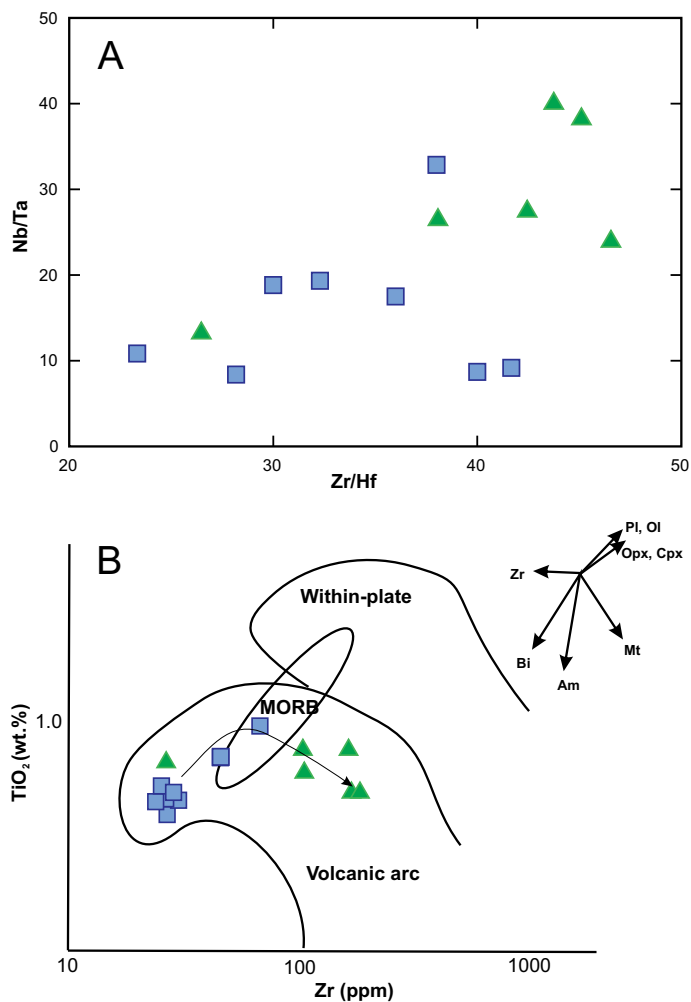 50
A
40
30
Nb/Ta
20
10
0
20
30
40
50
Zr/Hf
B
Pl, Ol
Opx, Cpx
Zr
Within-plate
Bi
Mt
Am
MORB
1.0
TiO2 (wt.%)
Volcanic arc
10
100
1000
Zr (ppm)